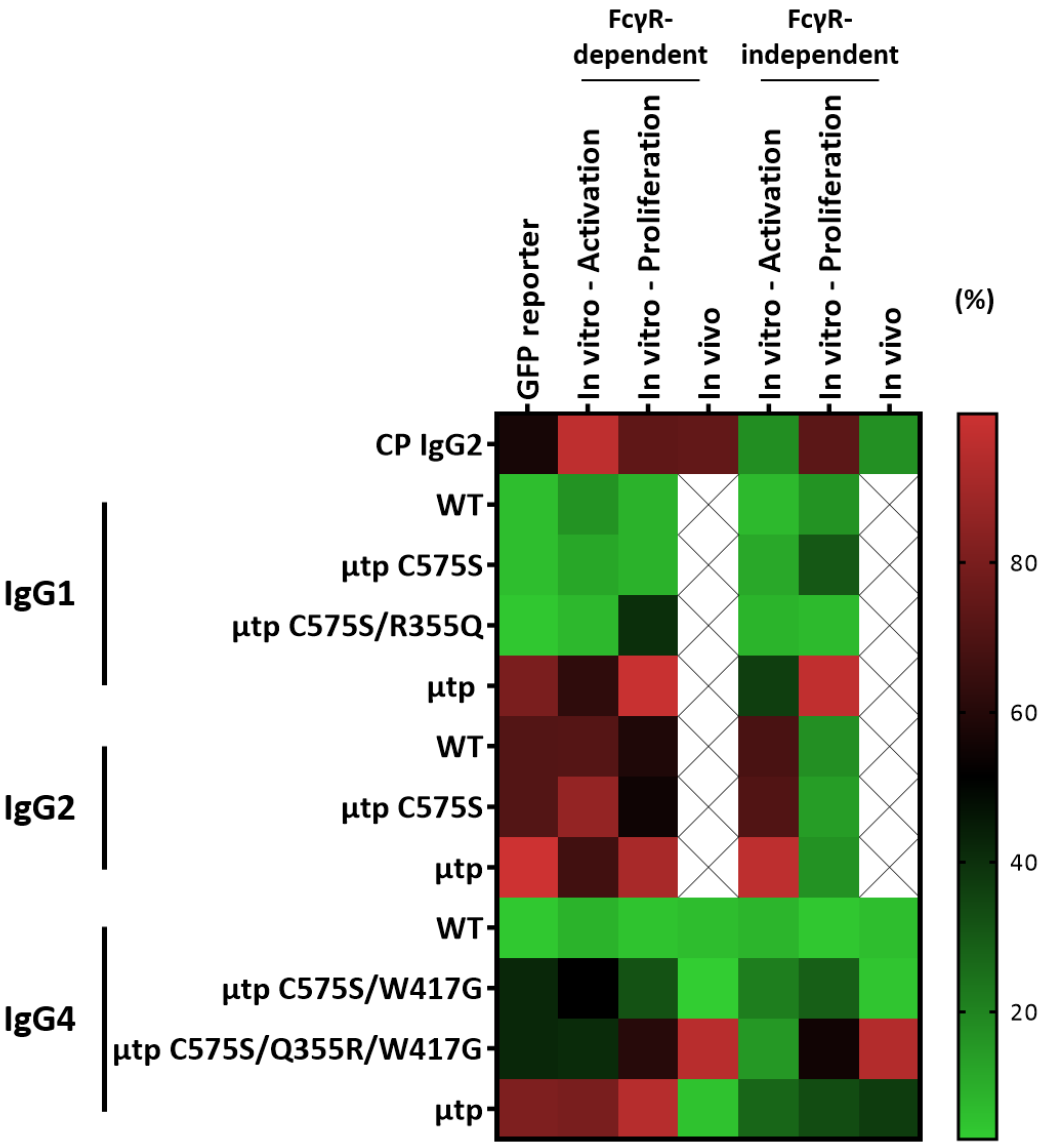 FcγR-
dependent
FcγR-
independent
GFP reporter
In vitro - Activation
In vitro - Proliferation
In vivo
In vitro - Activation
In vitro - Proliferation
In vivo
(%)
CP IgG2
IgG1
WT
μtp C575S
μtp C575S/R355Q
μtp
IgG2
WT
μtp C575S
μtp
IgG4
WT
μtp C575S/W417G
μtp C575S/Q355R/W417G
μtp
80
60
40
20